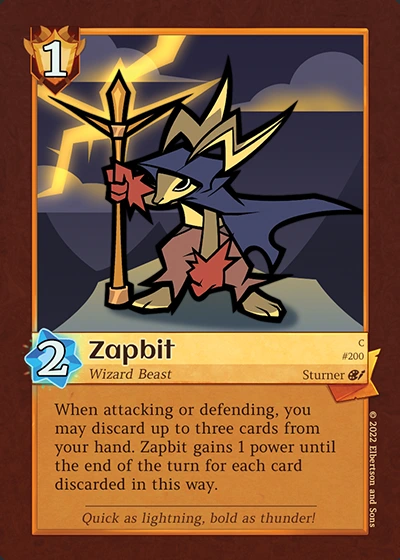 1
2
Zapbit
C
#200
Wizard Beast
Sturner
When attacking or defending, you
may discard up to three cards from
your hand. Zapbit gains 1 power until
the end of the turn for each card
discarded in this way.
Quick as lightning, bold as thunder!
© 2022 Elbertson and Sons